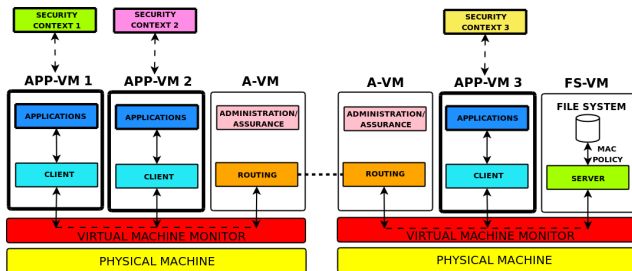 SECURITY
CONTEXT 1
SECURITY
CONTEXT 2
SECURITY
CONTEXT 3
APP-VM 1
APP-VM 2
A-VM
A-VM
APP-VM 3
FS-VM
APPLICATIONS
APPLICATIONS
ADMINISTRATION/
ASSURANCE
ADMINISTRATION/
ASSURANCE
APPLICATIONS
FILE SYSTEM
MAC
POLICY
CLIENT
CLIENT
ROUTING
ROUTING
CLIENT
SERVER
VIRTUAL MACHINE MONITOR
VIRTUAL MACHINE MONITOR
PHYSICAL MACHINE
PHYSICAL MACHINE